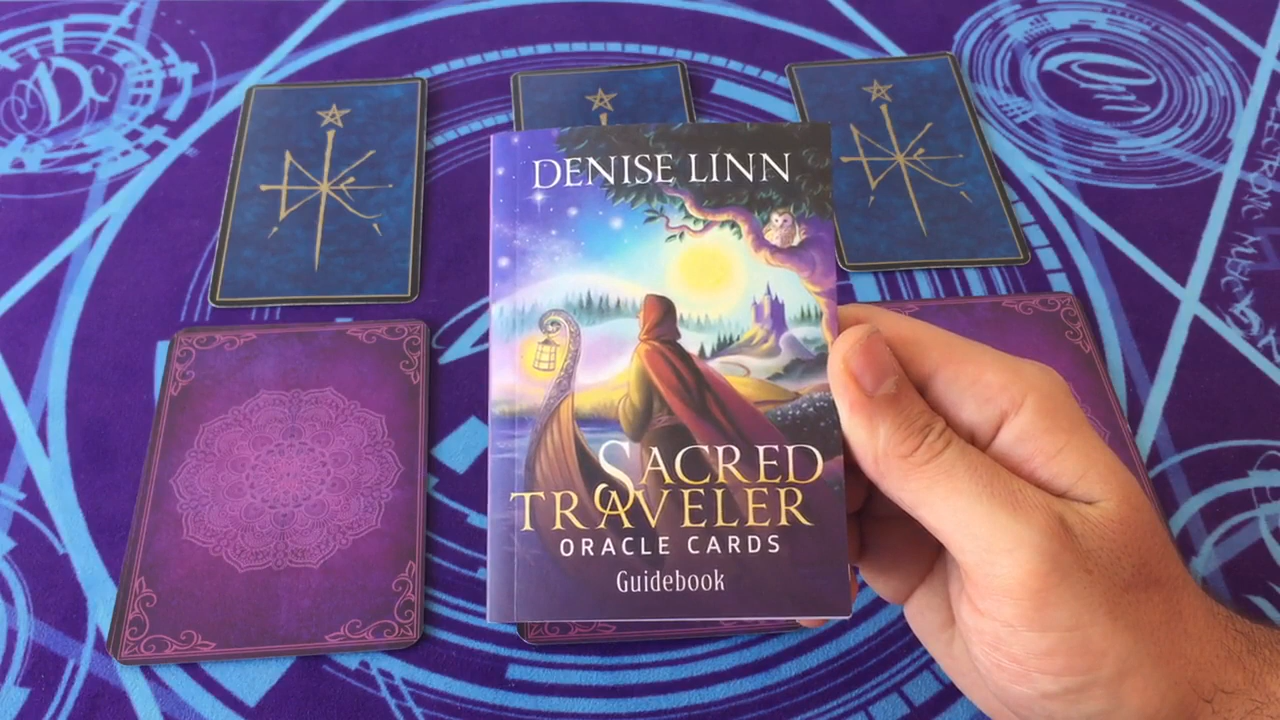 DENISE LINN
SACRED
TRAVELER
ORACLE CARDS
Guidebook